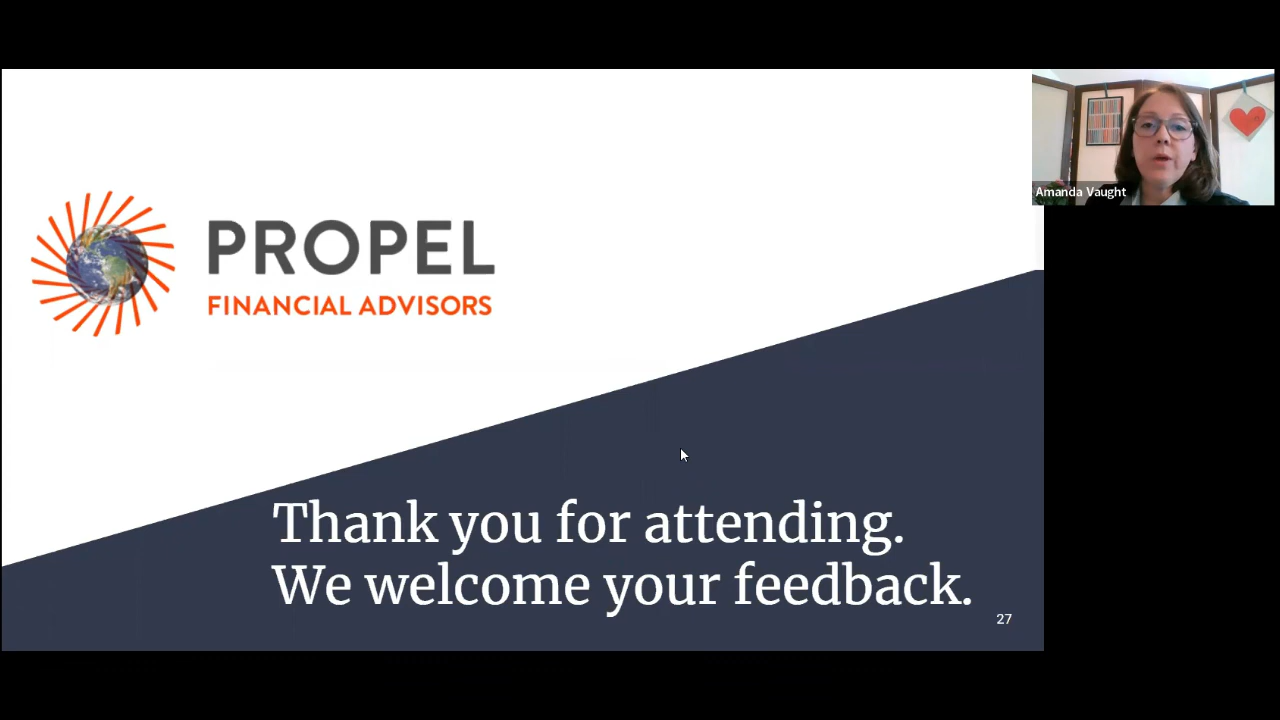 PROPEL
FINANCIAL ADVISORS
Amanda Vaught
Thank you for attending.
We welcome your feedback.
27